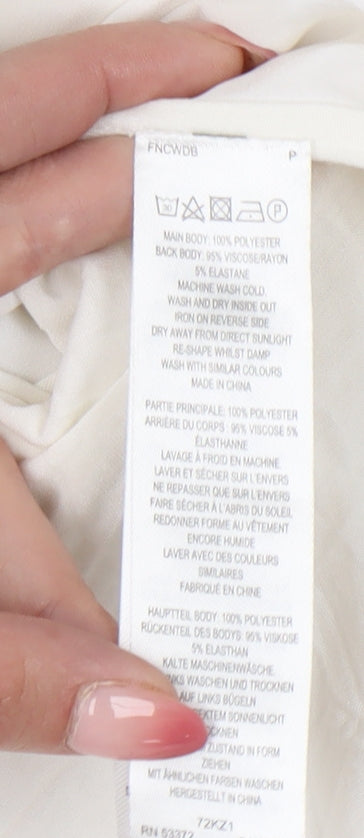 FNCWDB P
MAIN BODY: 100% POLYESTER
BACK BODY: 95% VISCOSE/RAYON
5% ELASTANE
MACHINE WASH COLD
WASH AND DRY INSIDE OUT
IRON ON REVERSE SIDE
DRY AWAY FROM DIRECT SUNLIGHT
RE-SHAPE WHILST DAMP
WASH WITH SIMILAR COLOURS
MADE IN CHINA
PARTIE PRINCIPALE: 100% POLYESTER
ARRIÈRE DU CORPS : 95% VISCOSE 5%
ÉLASTHANNE
LAVAGE À FROID EN MACHINE
LAVER ET SÉCHER SUR L'ENVERS
NE REPASSER QUE SUR L'ENVERS
FAIRE SÉCHER À L'ABRIS DU SOLEIL
REDONNER FORME AU VÊTEMENT
ENCORE HUMIDE
LAVER AVEC DES COULEURS
SIMILAIRES
FABRIQUÉ EN CHINE
HAUPTTEIL BODY: 100% POLYESTER
RÜCKENTEIL DES BODYS: 95% VISKOSE
5% ELASTHAN
KALTE MASCHINENWÄSCHE
WASCHEN UND TROCKNEN
AUF LINKS BÜGELN
SONNENLICHT
ZUSTAND IN FORM
ZIEHEN
MIT ÄHNLICHEN FARBEN WASCHEN
HERGESTELLT IN CHINA
72KZ1
RN 53372